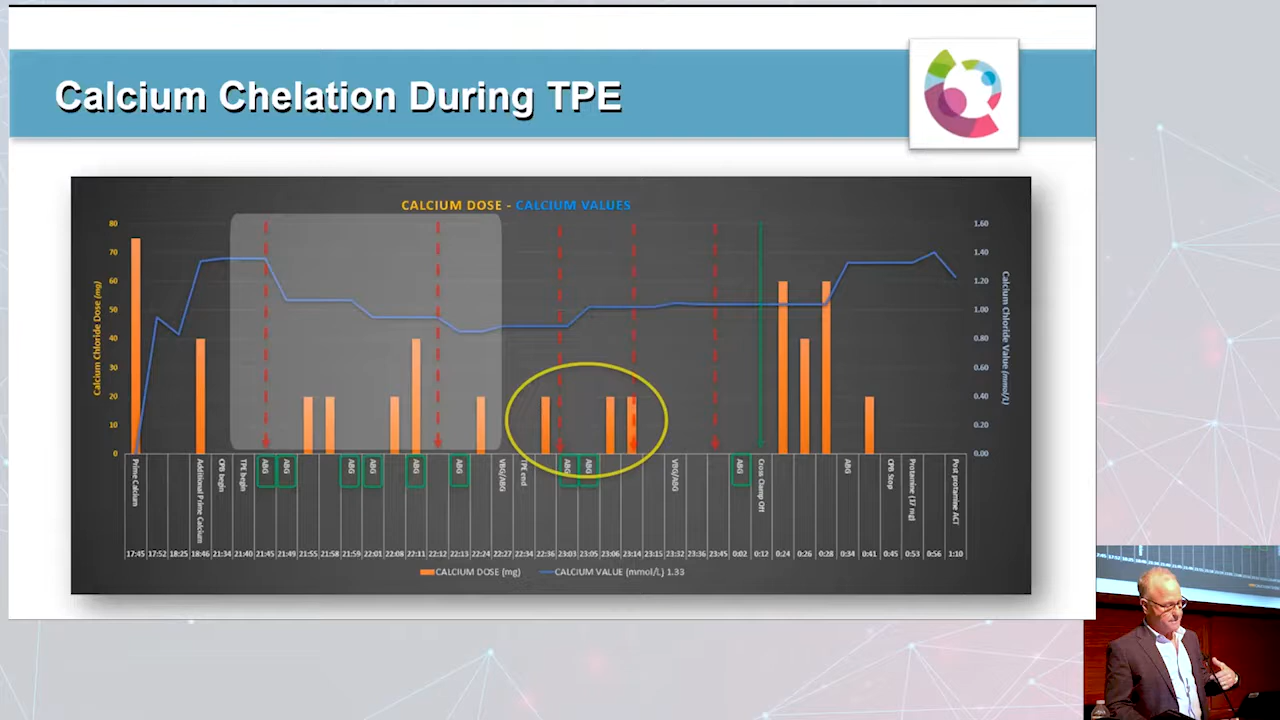 Calcium Chelation During TPE
CALCIUM DOSE - CALCIUM VALUES
80
70
60
50
40
30
20
10
0
Calcium Chloride Dose (mg)
1.60
1.40
1.20
1.00
0.80
0.60
0.40
0.20
0.00
Calcium Chloride Value (mmol/L)
Prime Calcium
Additional Prime Calcium
CPB begin
TPE begin
ABG
ABG
ABG
ABG
ABG
ABG
VBG/ABG
TPE end
ABG
ABG
VBG/ABG
ABG
Cross Clamp Off
ABG
CPB Stop
Protamine (17 mg)
Post protamine ACT
17:45 17:52 18:25 18:46 21:34 21:40 21:45 21:49 21:55 21:58 21:59 22:01 22:08 22:11 22:12 22:13 22:24 22:27 22:34 22:36 23:03 23:05 23:06 23:14 23:15 23:32 23:36 23:45 0:02 0:12 0:24 0:26 0:28 0:34 0:41 0:45 0:53 0:56 1:10
CALCIUM DOSE (mg) CALCIUM VALUE (mmol/L) 1.33